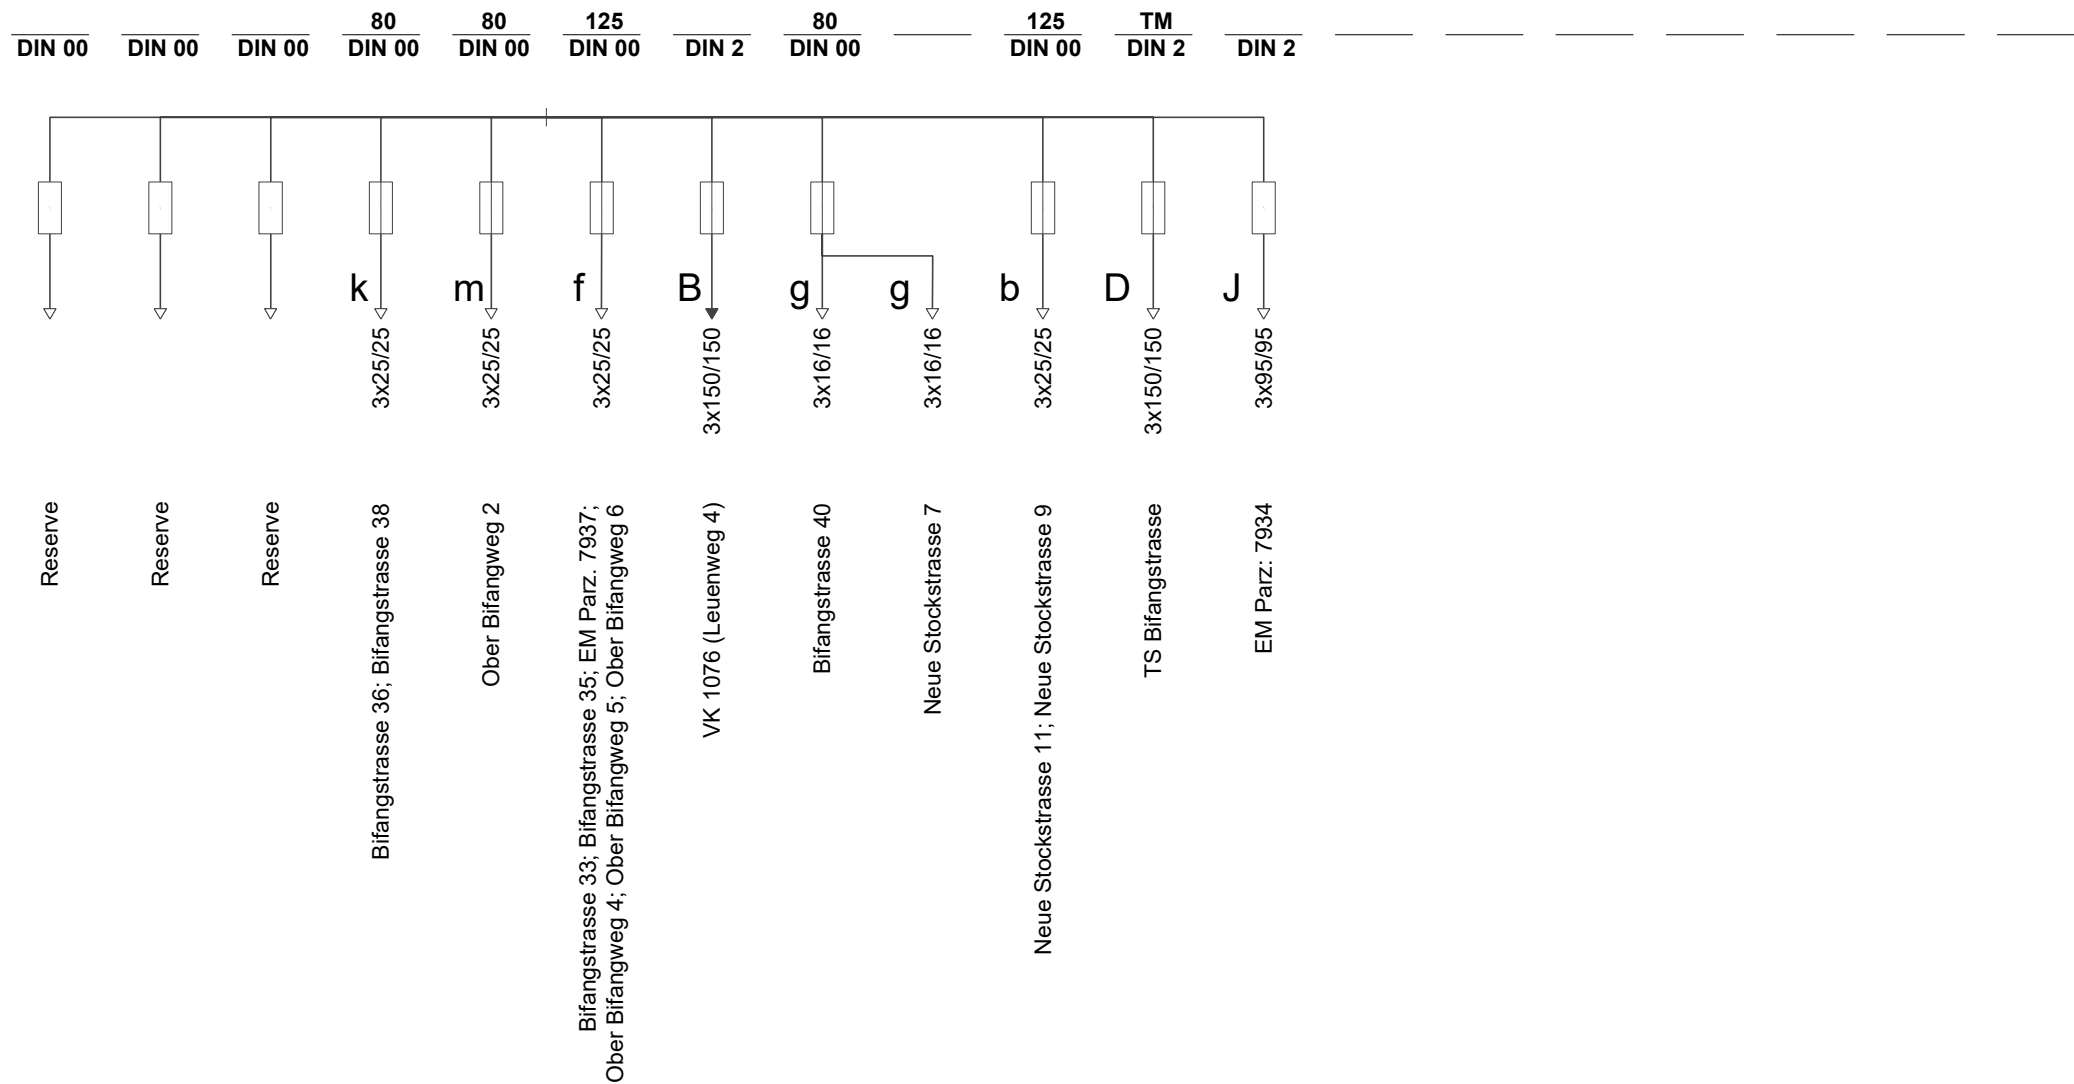 80
80
125
80
125
TM
DIN 00
DIN 00
DIN 00
DIN 00
DIN 00
DIN 00
DIN 2
DIN 00
DIN 00
DIN 2
DIN 2
k
m
f
B
g
g
b
D
J
3x25/25
3x25/25
3x25/25
3x150/150
3x16/16
3x16/16
3x25/25
3x150/150
3x95/95
Reserve
Reserve
Reserve
Bifangstrasse 36; Bifangstrasse 38
Ober Bifangweg 2
Bifangstrasse 33; Bifangstrasse 35; EM Parz. 7937;
Ober Bifangweg 4; Ober Bifangweg 5; Ober Bifangweg 6
VK 1076 (Leuenweg 4)
Bifangstrasse 40
Neue Stockstrasse 7
Neue Stockstrasse 11; Neue Stockstrasse 9
TS Bifangstrasse
EM Parz: 7934